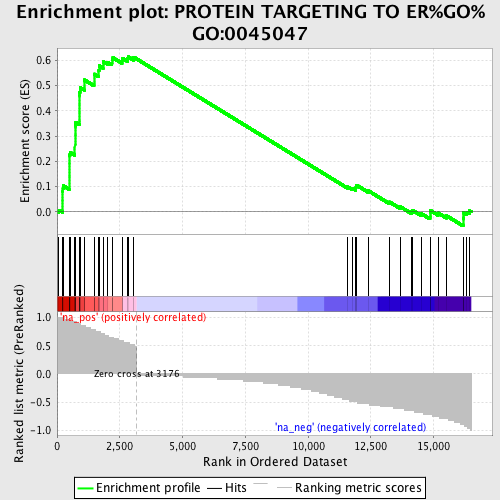 Enrichment plot: PROTEIN TARGETING TO ER%GO%
GO:0045047
Enrichment score (ES)
0.6
0.5
0.4
0.3
0.2
0.1
0.0
'na_pos' (positively correlated)
Ranked list metric (PreRanked)
1.0
0.5
0.0
-0.5
-1.0
Zero cross at 3176
'na_neg' (negatively correlated)
0 2,500 5,000 7,500 10,000 12,500 15,000
Rank in Ordered Dataset
Enrichment profile Hits Ranking metric scores